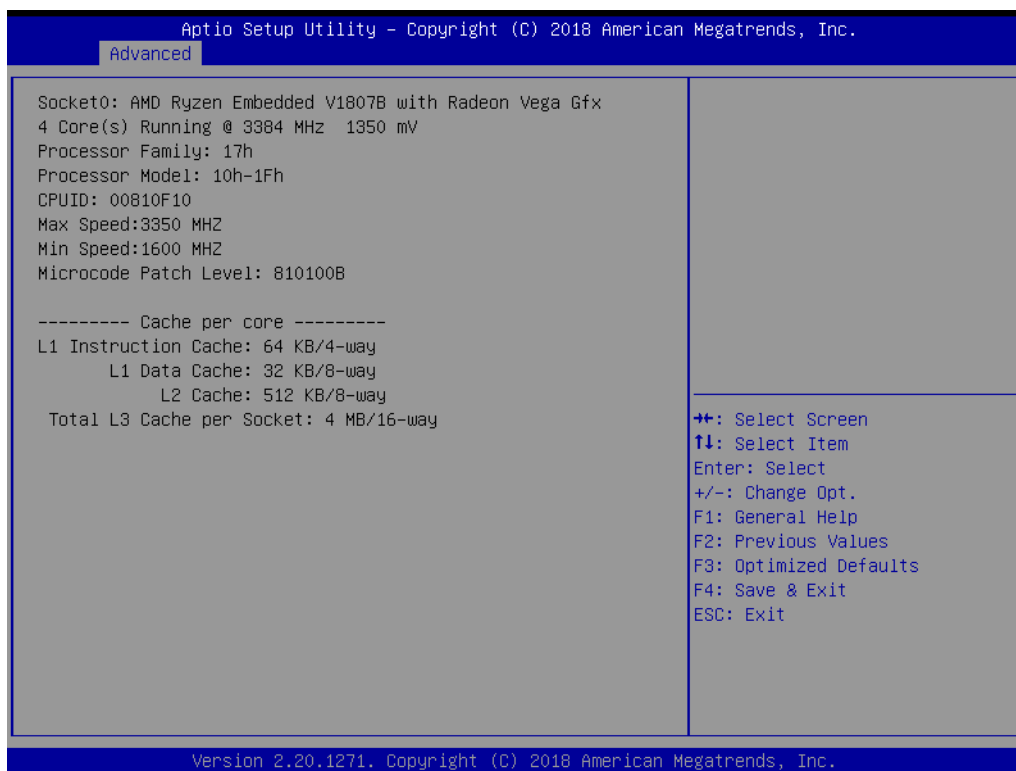 Aptio Setup Utility – Copyright (C) 2018 American Megatrends, Inc.
Advanced
Socket0: AMD Ryzen Embedded V1807B with Radeon Vega Gfx
4 Core(s) Running @ 3384 MHz  1350 mV
Processor Family: 17h
Processor Model: 10h-1Fh
CPUID: 00810F10
Max Speed:3350 MHZ
Min Speed:1600 MHZ
Microcode Patch Level: 810100B
--------- Cache per core ---------
L1 Instruction Cache: 64 KB/4-way
L1 Data Cache: 32 KB/8-way
L2 Cache: 512 KB/8-way
Total L3 Cache per Socket: 4 MB/16-way
→←: Select Screen
↑↓: Select Item
Enter: Select
+/-: Change Opt.
F1: General Help
F2: Previous Values
F3: Optimized Defaults
F4: Save & Exit
ESC: Exit
Version 2.20.1271. Copyright (C) 2018 American Megatrends, Inc.